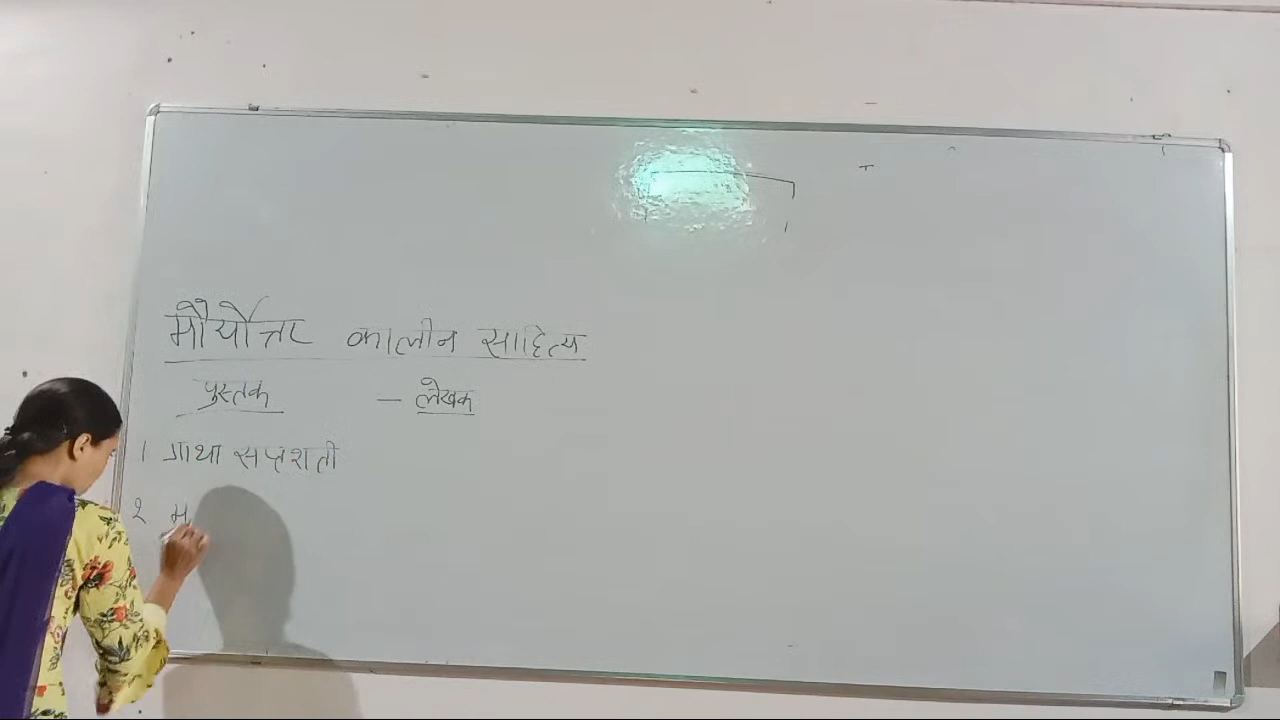 मौर्योत्तर कालीन साहित्य
पुस्तक — लेखक
1 गाथा सप्तशती
२ म